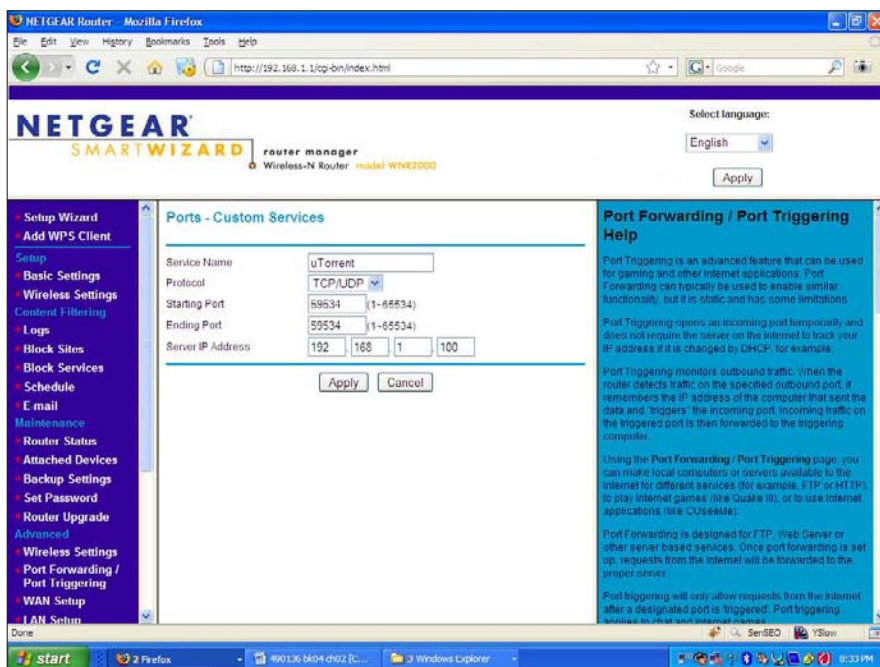 NETGEAR Router - Mozilla Firefox
File Edit View History Bookmarks Tools Help
http://192.168.1.1/cgi-bin/index.html
Google
NETGEAR
SMARTWIZARD
router manager
Wireless-N Router model WNR2000
Select language:
English
Apply
Setup Wizard
Add WPS Client
Setup
Basic Settings
Wireless Settings
Content Filtering
Logs
Block Sites
Block Services
Schedule
E-mail
Maintenance
Router Status
Attached Devices
Backup Settings
Set Password
Router Upgrade
Advanced
Wireless Settings
Port Forwarding /
Port Triggering
WAN Setup
LAN Setup
Ports - Custom Services
Service Name uTorrent
Protocol TCP/UDP
Starting Port 59534 (1~65534)
Ending Port 59534 (1~65534)
Server IP Address 192 . 168 . 1 . 100
Apply Cancel
Port Forwarding / Port Triggering
Help
Port Triggering is an advanced feature that can be used
for gaming and other internet applications. Port
Forwarding can typically be used to enable similar
functionality, but it is static and has some limitations.
Port Triggering opens an incoming port temporarily and
does not require the server on the Internet to track your
IP address if it is changed by DHCP, for example.
Port Triggering monitors outbound traffic. When the
router detects traffic on the specified outbound port, it
remembers the IP address of the computer that sent the
data and "triggers" the incoming port. Incoming traffic on
the triggered port is then forwarded to the triggering
computer.
Using the Port Forwarding / Port Triggering page, you
can make local computers or servers available to the
Internet for different services (for example, FTP or HTTP),
to play Internet games (like Quake III), or to use Internet
applications (like CUseeMe).
Port Forwarding is designed for FTP, Web Server or
other server based services. Once port forwarding is set
up, requests from the Internet will be forwarded to the
proper server.
Port triggering will only allow requests from the Internet
after a designated port is 'triggered'. Port triggering
applies to chat and Internet games.
Done
SenSEO YSlow
start
2 Firefox
490136 bk04 ch02 [C...
3 Windows Explorer
8:33 PM